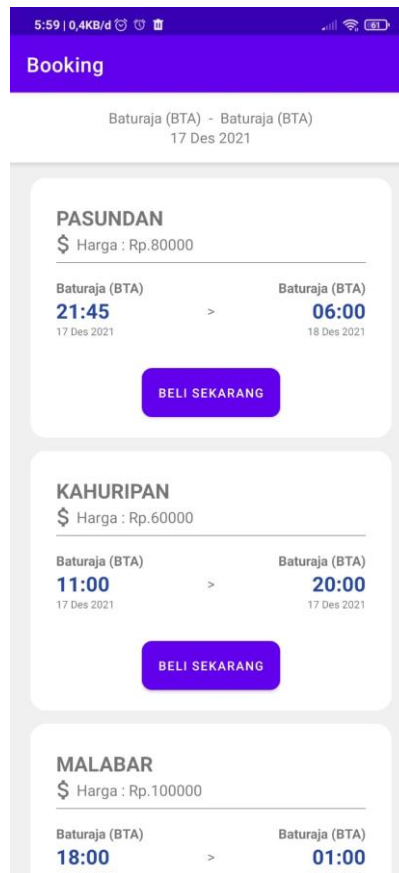 5:59 | 0,4KB/d
61
Booking
Baturaja (BTA) - Baturaja (BTA)
17 Des 2021
PASUNDAN
$ Harga : Rp.80000
Baturaja (BTA) Baturaja (BTA)
21:45 > 06:00
17 Des 2021 18 Des 2021
BELI SEKARANG
KAHURIPAN
$ Harga : Rp.60000
Baturaja (BTA) Baturaja (BTA)
11:00 > 20:00
17 Des 2021 17 Des 2021
BELI SEKARANG
MALABAR
$ Harga : Rp.100000
Baturaja (BTA) Baturaja (BTA)
18:00 > 01:00